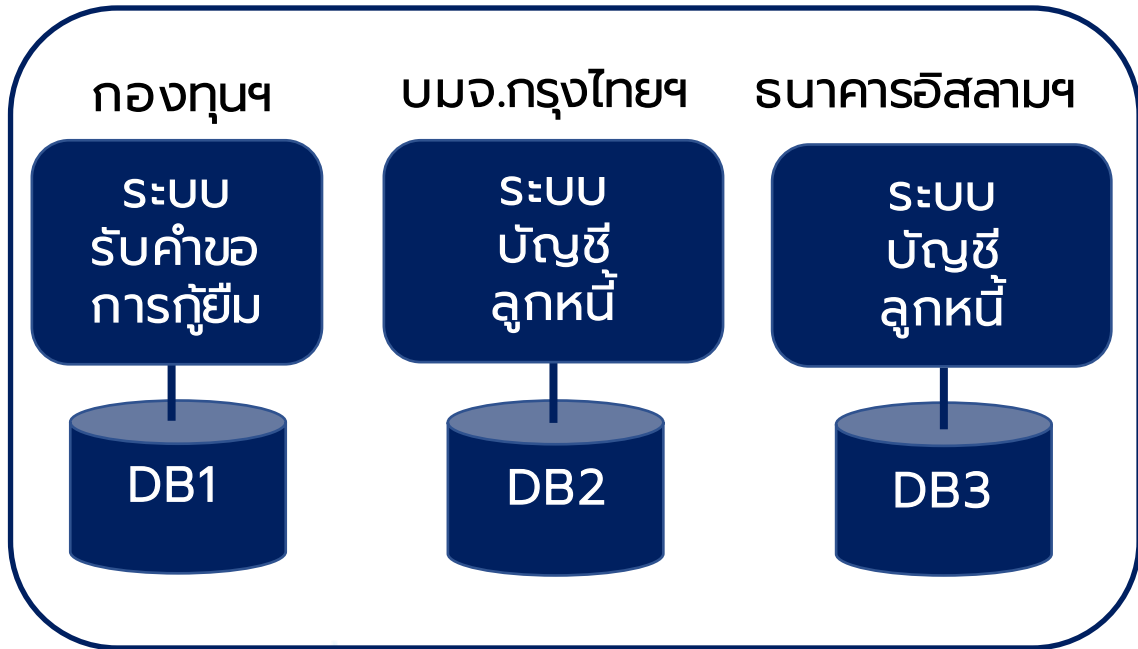 กองทุนฯ
ระบบ
รับคำขอ
การกู้ยืม
DB1
บมจ.กรุงไทยฯ
ระบบ
บัญชี
ลูกหนี้
DB2
ธนาคารอิสลามฯ
ระบบ
บัญชี
ลูกหนี้
DB3